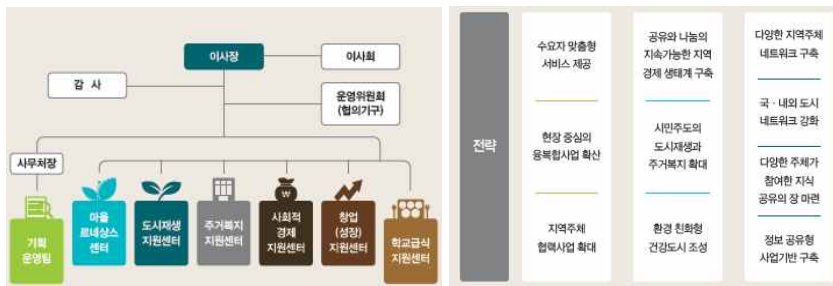 이사장
이사회
감 사
운영위원회
(협의기구)
사무처장
기획
운영팀
마을
르네상스
센터
도시재생
지원센터
주거복지
지원센터
사회적
경제
지원센터
창업
(성장)
지원센터
학교급식
지원센터
전략
수요자 맞춤형
서비스 제공
현장 중심의
융복합사업 확산
지역주체
협력사업 확대
공유와 나눔의
지속가능한 지역
경제 생태계 구축
시민주도의
도시재생과
주거복지 확대
환경 친화형
건강도시 조성
다양한 지역주체
네트워크 구축
국 · 내외 도시
네트워크 강화
다양한 주체가
참여한 지식
공유의 장 마련
정보 공유형
사업기반 구축